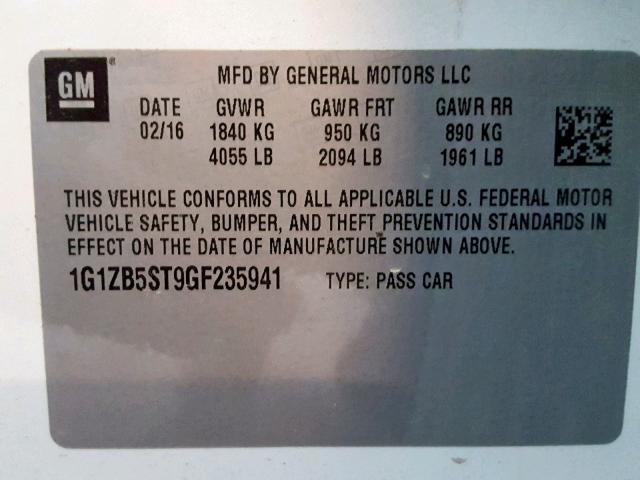 GM®
MFD BY GENERAL MOTORS LLC
DATE GVWR GAWR FRT GAWR RR
02/16 1840 KG 950 KG 890 KG
4055 LB 2094 LB 1961 LB
THIS VEHICLE CONFORMS TO ALL APPLICABLE U.S. FEDERAL MOTOR
VEHICLE SAFETY, BUMPER, AND THEFT PREVENTION STANDARDS IN
EFFECT ON THE DATE OF MANUFACTURE SHOWN ABOVE.
1G1ZB5ST9GF235941 TYPE: PASS CAR